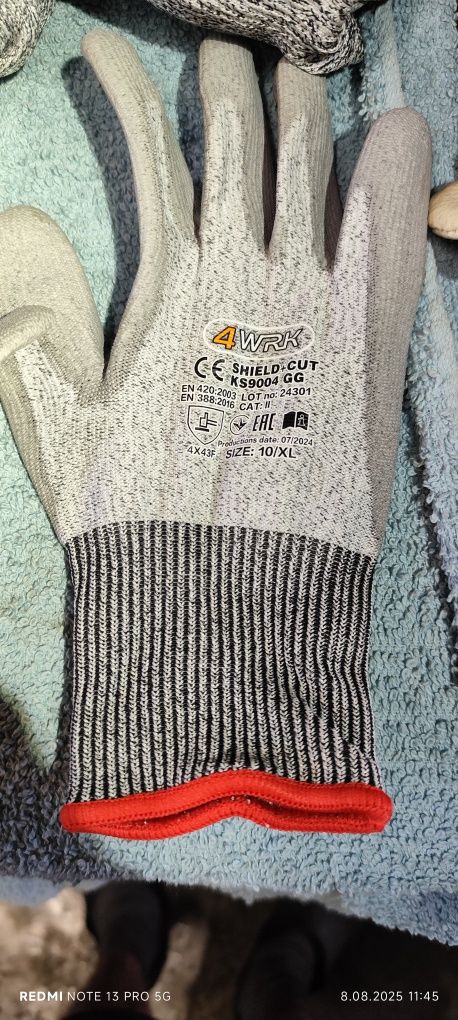 4WRK
CE SHIELD+CUT
KS9004 GG
EN 420:2003 LOT no: 24301
EN 388:2016 CAT: II
EAC
Productions date: 07/2024
4X43F SIZE: 10/XL
REDMI NOTE 13 PRO 5G
8.08.2025 11:45